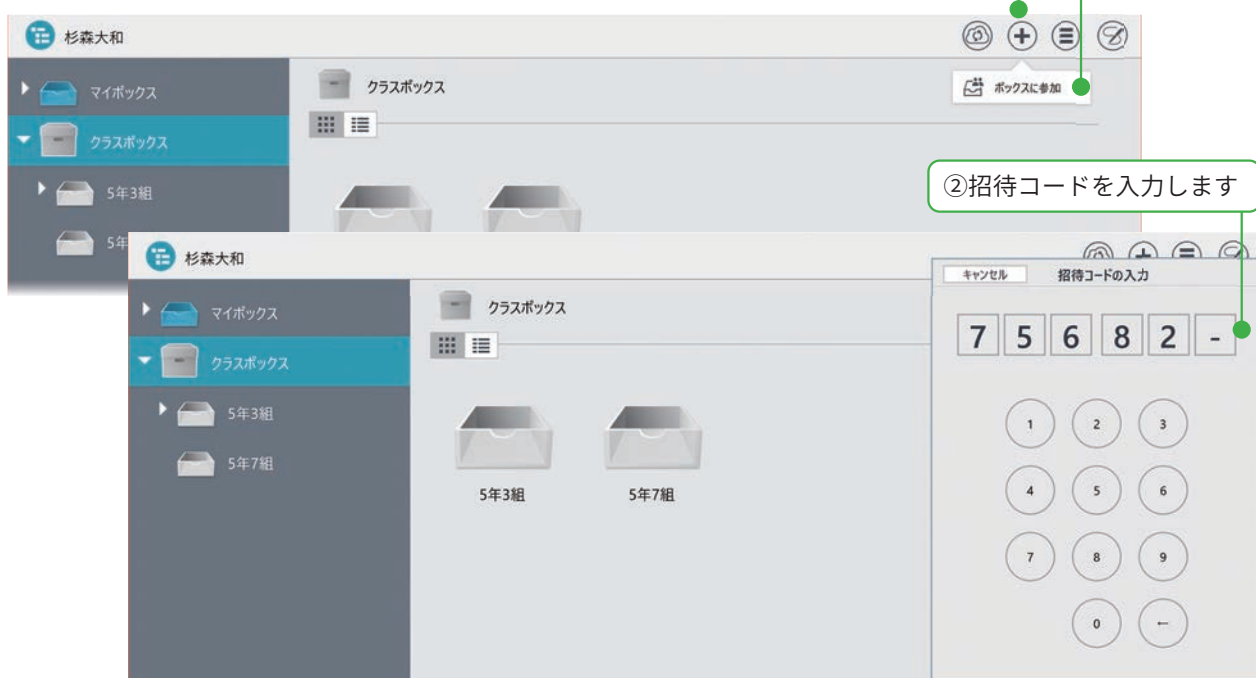 杉森大和
マイボックス
クラスボックス
5年3組
5年
クラスボックス
ボックスに参加
②招待コードを入力します
杉森大和
マイボックス
クラスボックス
5年3組
5年7組
クラスボックス
5年3組
5年7組
キャンセル 招待コードの入力
7 5 6 8 2 -
1 2 3
4 5 6
7 8 9
0 ←